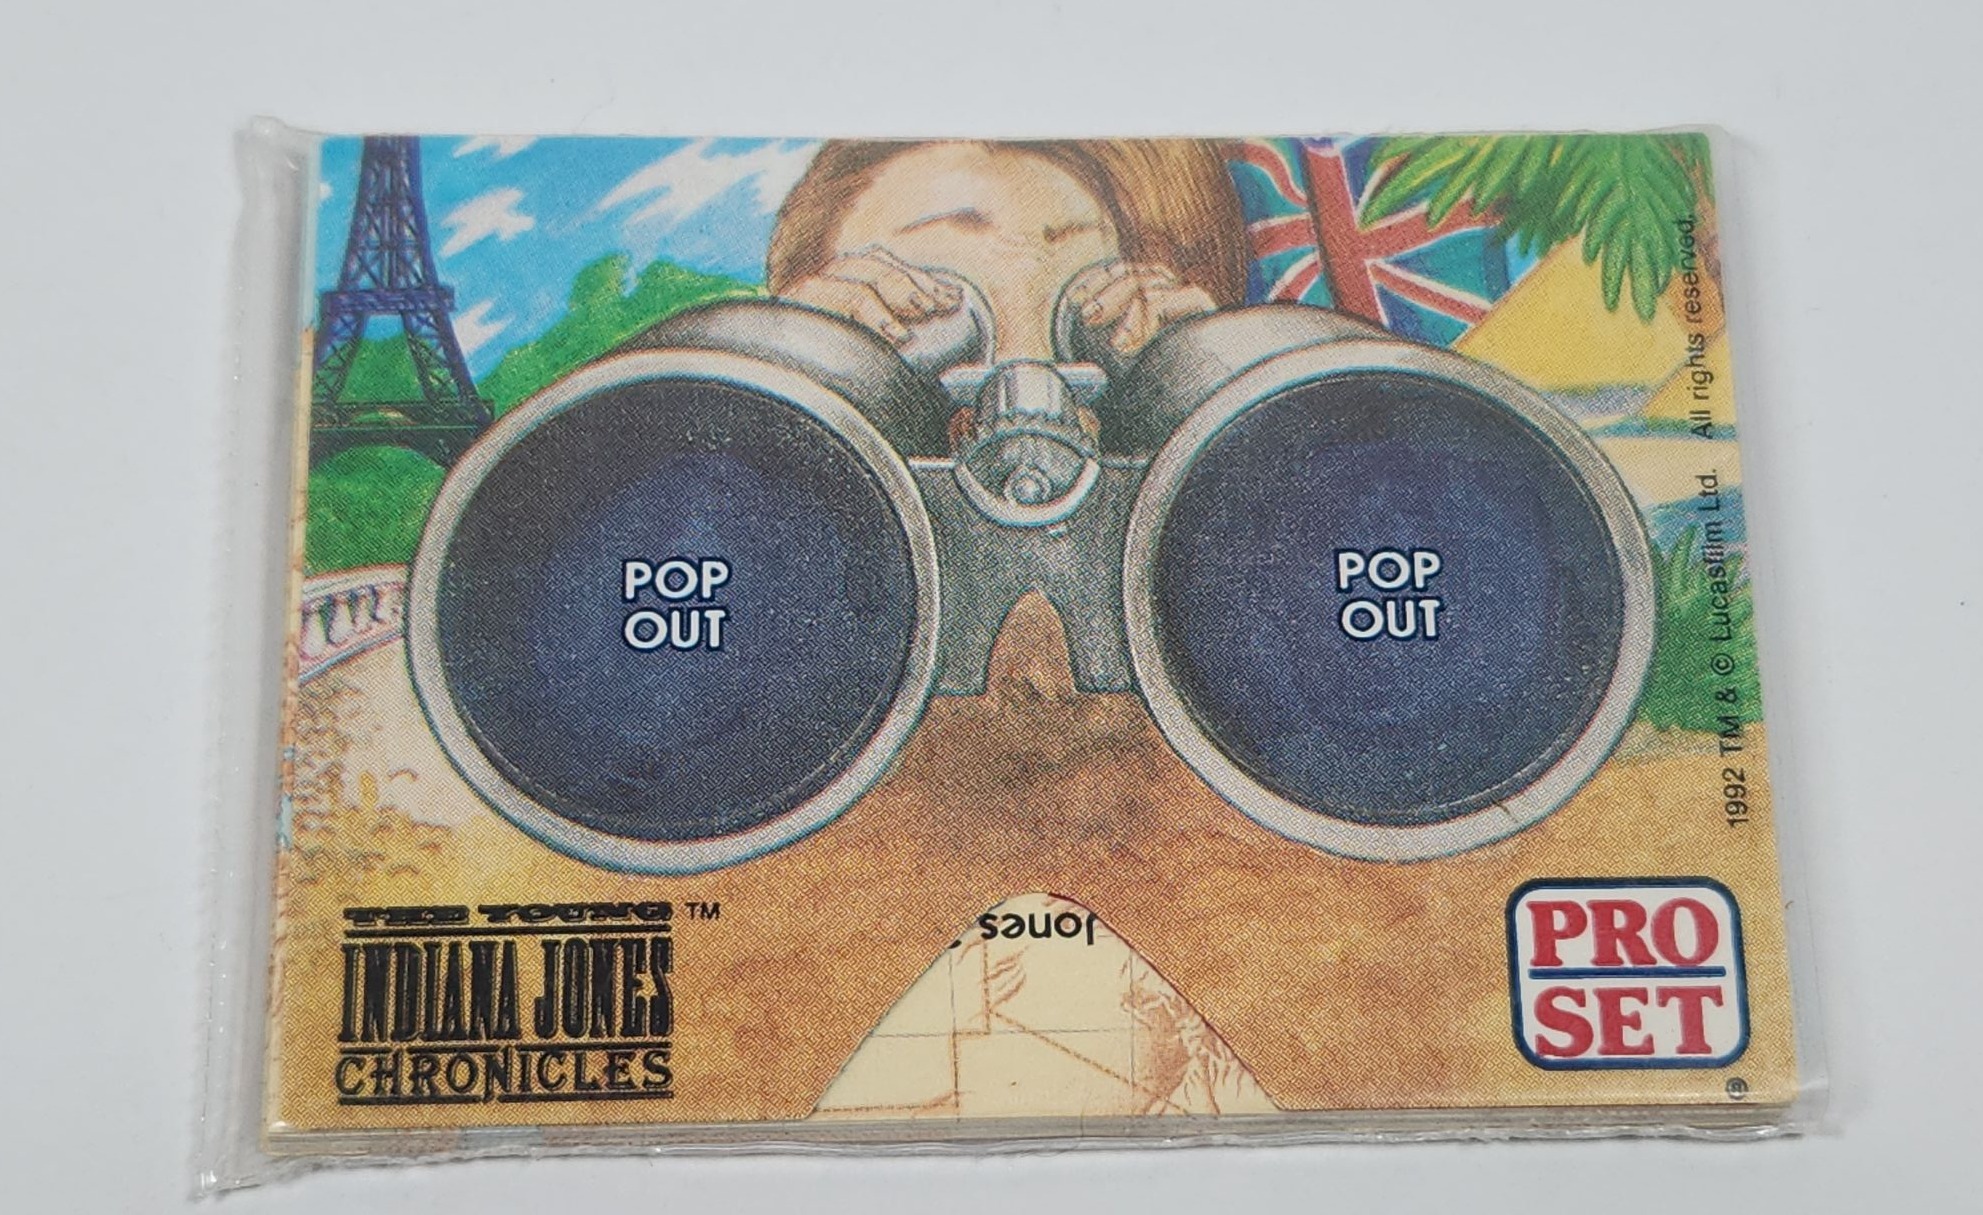 POP
OUT
POP
OUT
1992 TM & © Lucasfilm Ltd. All rights reserved.
THE YOUNG TM
INDIANA JONES
CHRONICLES
Jones
PRO
SET
®